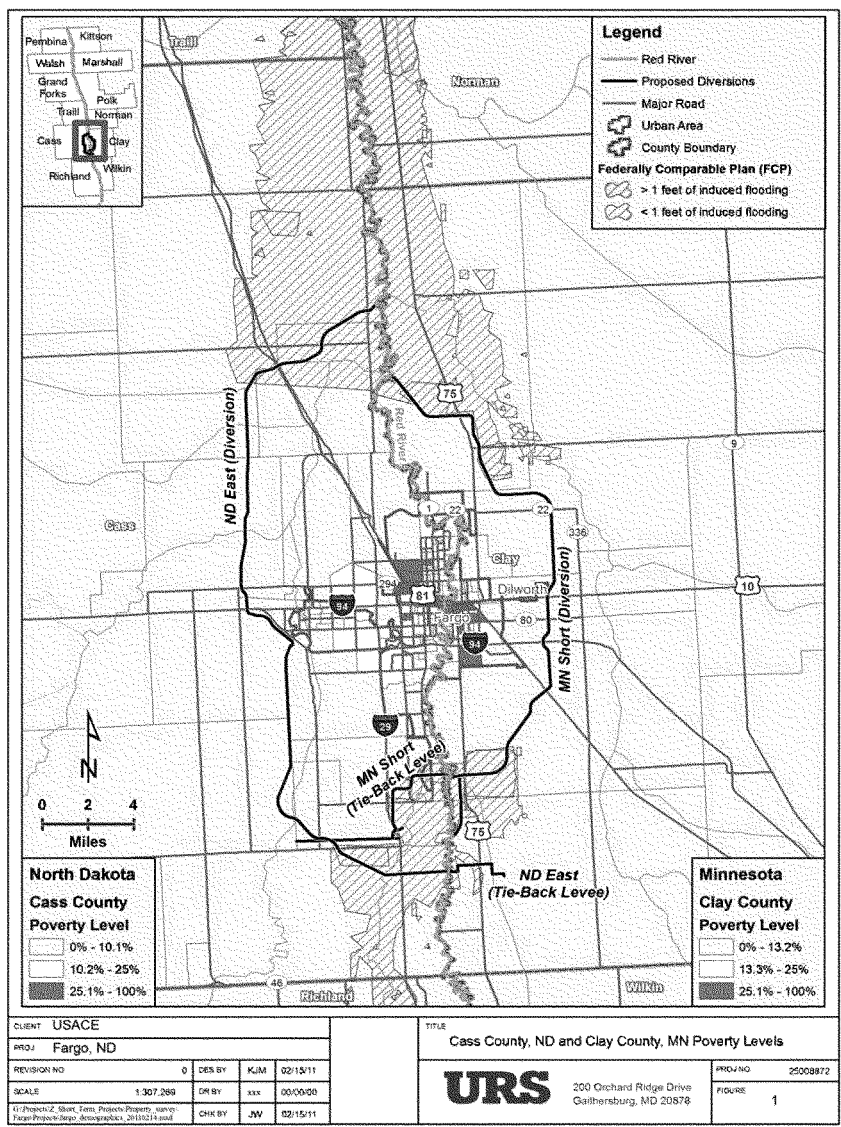 Pembina
Kittson
Walsh
Marshall
Grand
Forks
Polk
Traill
Norman
Cass
Clay
Richland
Wilkin
Traill
Norman
Legend
Red River
Proposed Diversions
Major Road
Urban Area
County Boundary
Federally Comparable Plan (FCP)
> 1 feet of induced flooding
< 1 feet of induced flooding
ND East (Diversion)
Red River
75
9
1
22
22
336
Cass
Clay
MN Short (Diversion)
294
81
94
Dilworth
10
Fargo
80
94
29
MN Short
(Tie-Back Levee)
N
0 2 4
Miles
75
ND East
(Tie-Back Levee)
North Dakota
Cass County
Poverty Level
0% - 10.1%
10.2% - 25%
25.1% - 100%
46
Richland
Wilkin
Minnesota
Clay County
Poverty Level
0% - 13.2%
13.3% - 25%
25.1% - 100%
CLIENT USACE
PROJ Fargo, ND
REVISION NO 0
DES BY KJM 02/15/11
SCALE 1:307,269
DR BY xxx 00/00/00
CHK BY JW 02/15/11
TITLE
Cass County, ND and Clay County, MN Poverty Levels
URS
200 Orchard Ridge Drive
Gaithersburg, MD 20878
PROJ NO 25008872
FIGURE 1